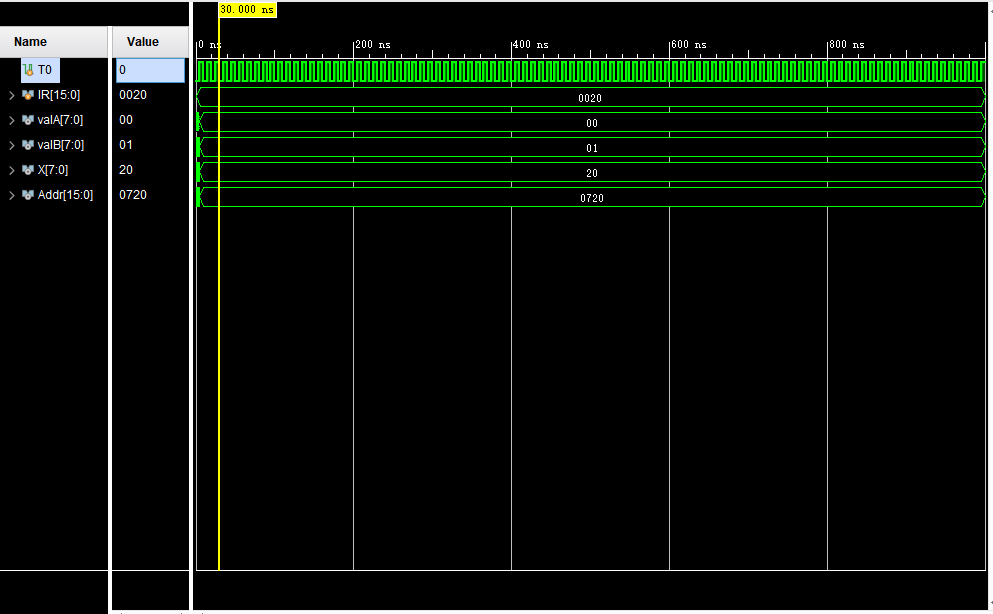 30.000 ns
Name Value
0 ns 200 ns 400 ns 600 ns 800 ns
T0 0
IR[15:0] 0020 0020
valA[7:0] 00 00
valB[7:0] 01 01
X[7:0] 20 20
Addr[15:0] 0720 0720